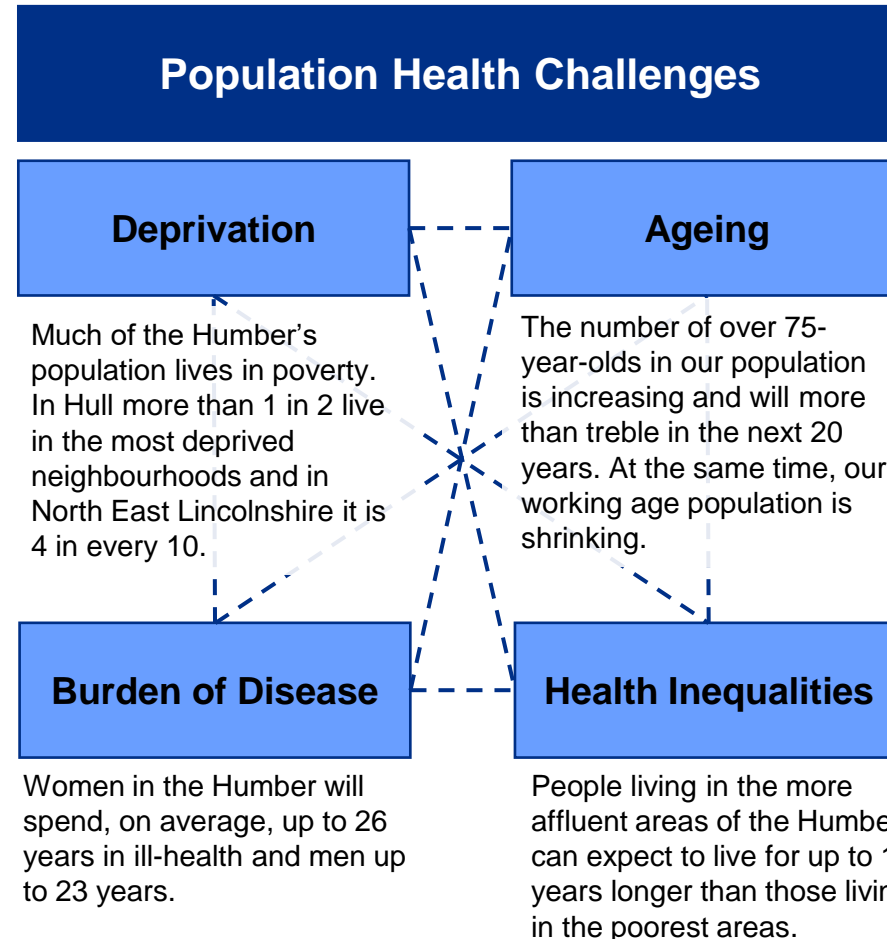 Population Health Challenges
Deprivation
Much of the Humber's
population lives in poverty.
In Hull more than 1 in 2 live
in the most deprived
neighbourhoods and in
North East Lincolnshire it is
4 in every 10.
Ageing
The number of over 75-
year-olds in our population
is increasing and will more
than treble in the next 20
years. At the same time, our
working age population is
shrinking.
Burden of Disease
Women in the Humber will
spend, on average, up to 26
years in ill-health and men up
to 23 years.
Health Inequalities
People living in the more
affluent areas of the
can expect to live for up to
years longer than those
in the poorest areas.